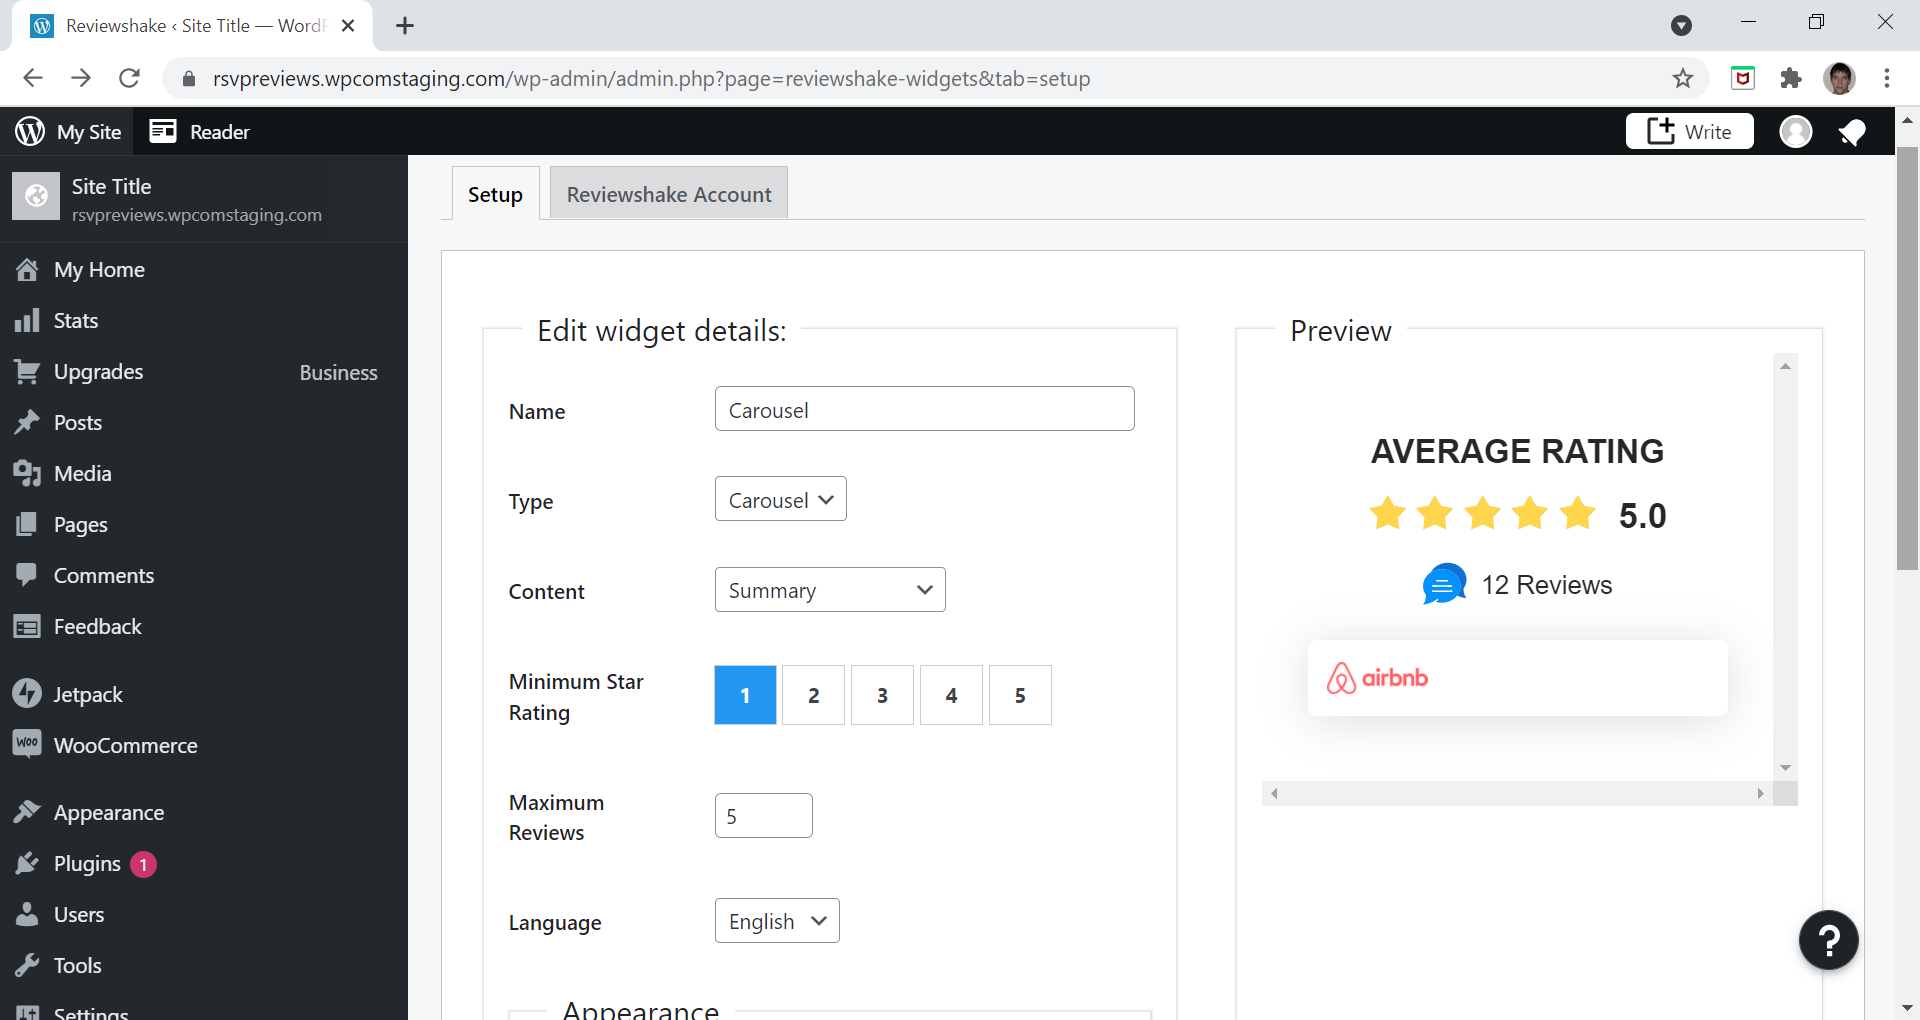 Reviewshake ‹ Site Title — WordP
rsvpreviews.wpcomstaging.com/wp-admin/admin.php?page=reviewshake-widgets&tab=setup
My Site
Reader
Write
Site Title
rsvpreviews.wpcomstaging.com
My Home
Stats
Upgrades Business
Posts
Media
Pages
Comments
Feedback
Jetpack
Woo WooCommerce
Appearance
Plugins 1
Users
Tools
Settings
Setup
Reviewshake Account
Edit widget details:
Name Carousel
Type Carousel
Content Summary
Minimum Star
Rating
1 2 3 4 5
Maximum
Reviews
5
Language English
Appearance
Preview
AVERAGE RATING
5.0
12 Reviews
airbnb
?